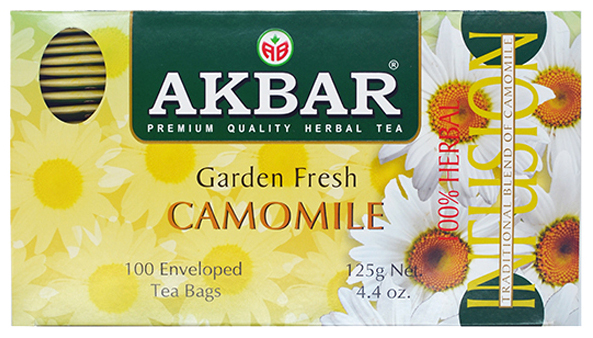 AB
AKBAR®
PREMIUM QUALITY HERBAL TEA
Garden Fresh
CAMOMILE
100 Enveloped
Tea Bags
125g Net
4.4 oz.
100% HERBAL
INFUSION
TRADITIONAL BLEND OF CAMOMILE